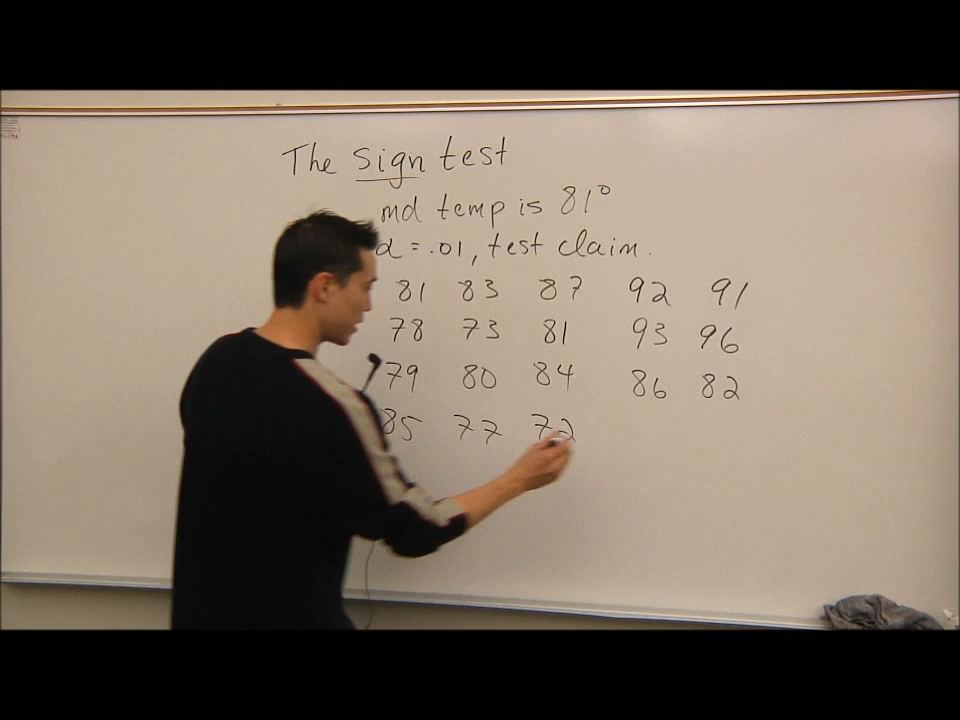 The sign test
md temp is 81°
α = .01, test claim.
81 83 87 92 91
78 73 81 93 96
79 80 84 86 82
85 77 72